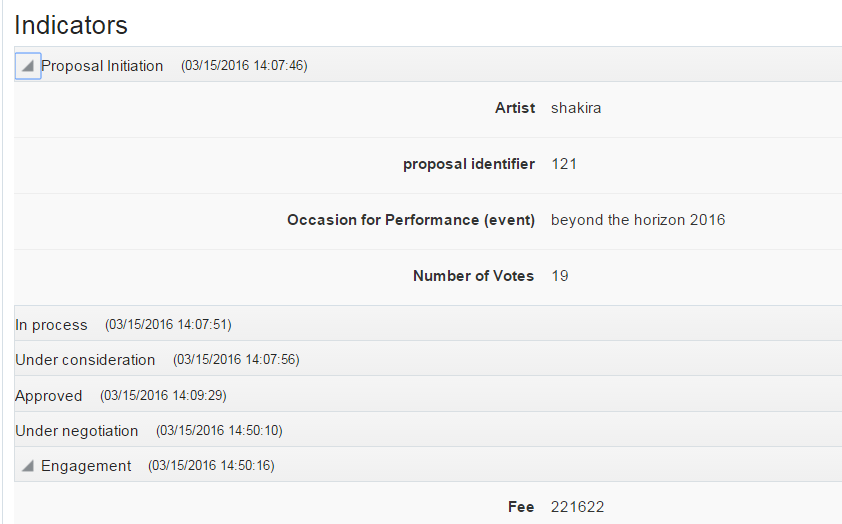 Indicators
Proposal Initiation (03/15/2016 14:07:46)
Artist shakira
proposal identifier 121
Occasion for Performance (event) beyond the horizon 2016
Number of Votes 19
In process (03/15/2016 14:07:51)
Under consideration (03/15/2016 14:07:56)
Approved (03/15/2016 14:09:29)
Under negotiation (03/15/2016 14:50:10)
Engagement (03/15/2016 14:50:16)
Fee 221622